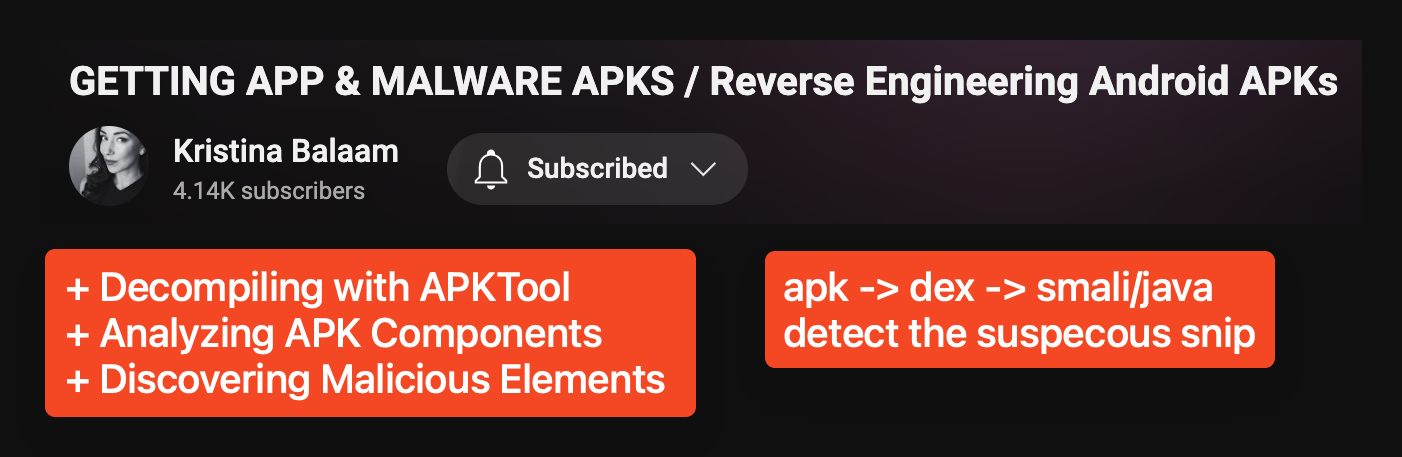 GETTING APP & MALWARE APKS / Reverse Engineering Android APKs
Kristina Balaam
4.14K subscribers
Subscribed
+ Decompiling with APKTool
+ Analyzing APK Components
+ Discovering Malicious Elements
apk -> dex -> smali/java
detect the suspecous snip